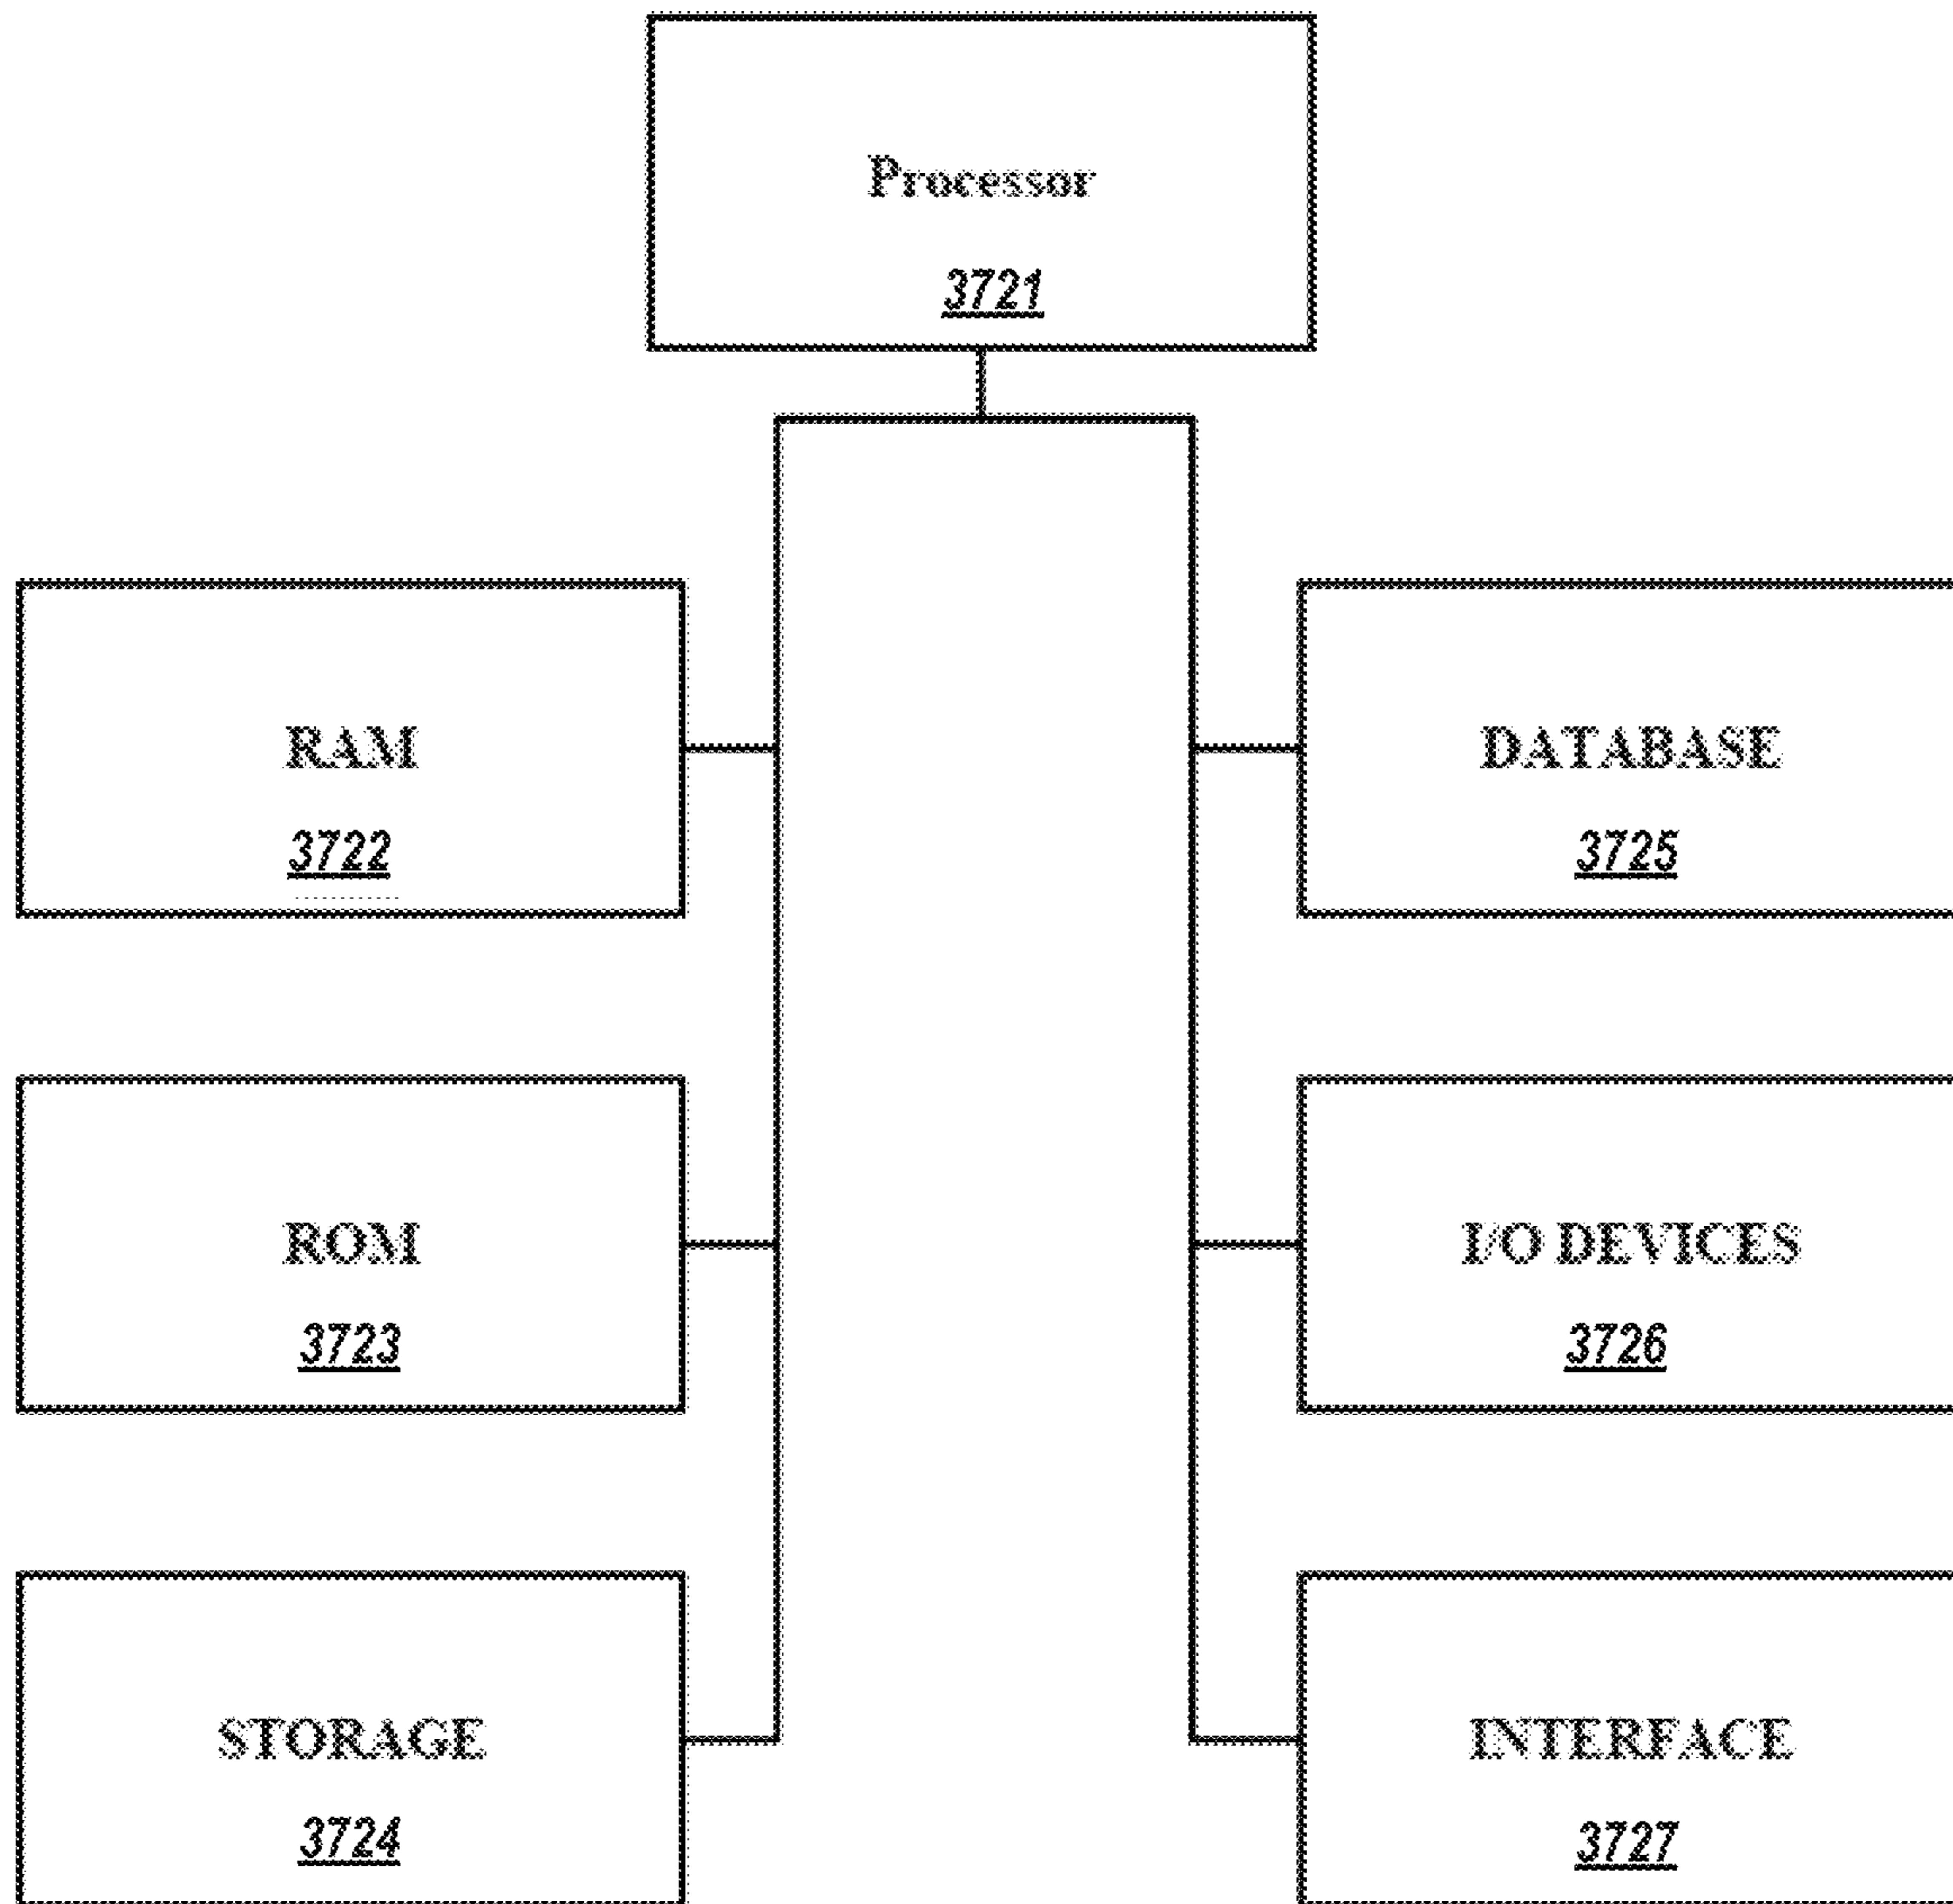 Processor
3721
RAM
3722
DATABASE
3725
ROM
3723
I/O DEVICES
3726
STORAGE
3724
INTERFACE
3727